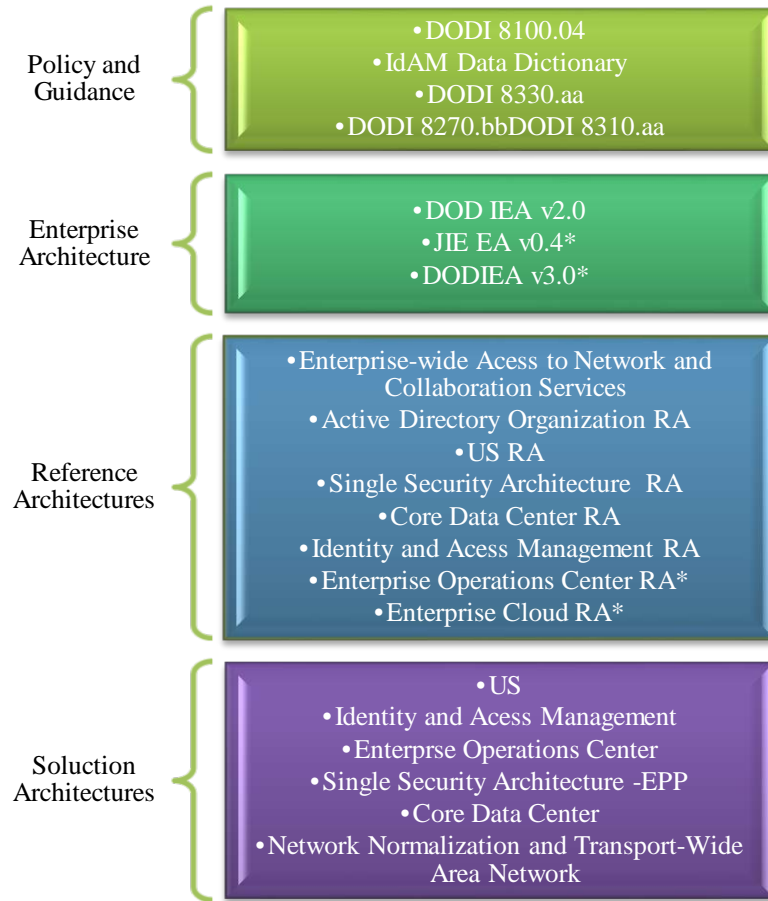 Policy and
Guidance
•DODI 8100.04
•IdAM Data Dictionary
•DODI 8330.aa
•DODI 8270.bbDODI 8310.aa
Enterprise
Architecture
•DOD IEA v2.0
•JIE EA v0.4*
•DODIEA v3.0*
Reference
Architectures
•Enterprise-wide Acess to Network and
Collaboration Services
•Active Directory Organization RA
•US RA
•Single Security Architecture RA
•Core Data Center RA
•Identity and Acess Management RA
•Enterprise Operations Center RA*
•Enterprise Cloud RA*
Soluction
Architectures
•US
•Identity and Acess Management
•Enterprse Operations Center
•Single Security Architecture -EPP
•Core Data Center
•Network Normalization and Transport-Wide
Area Network